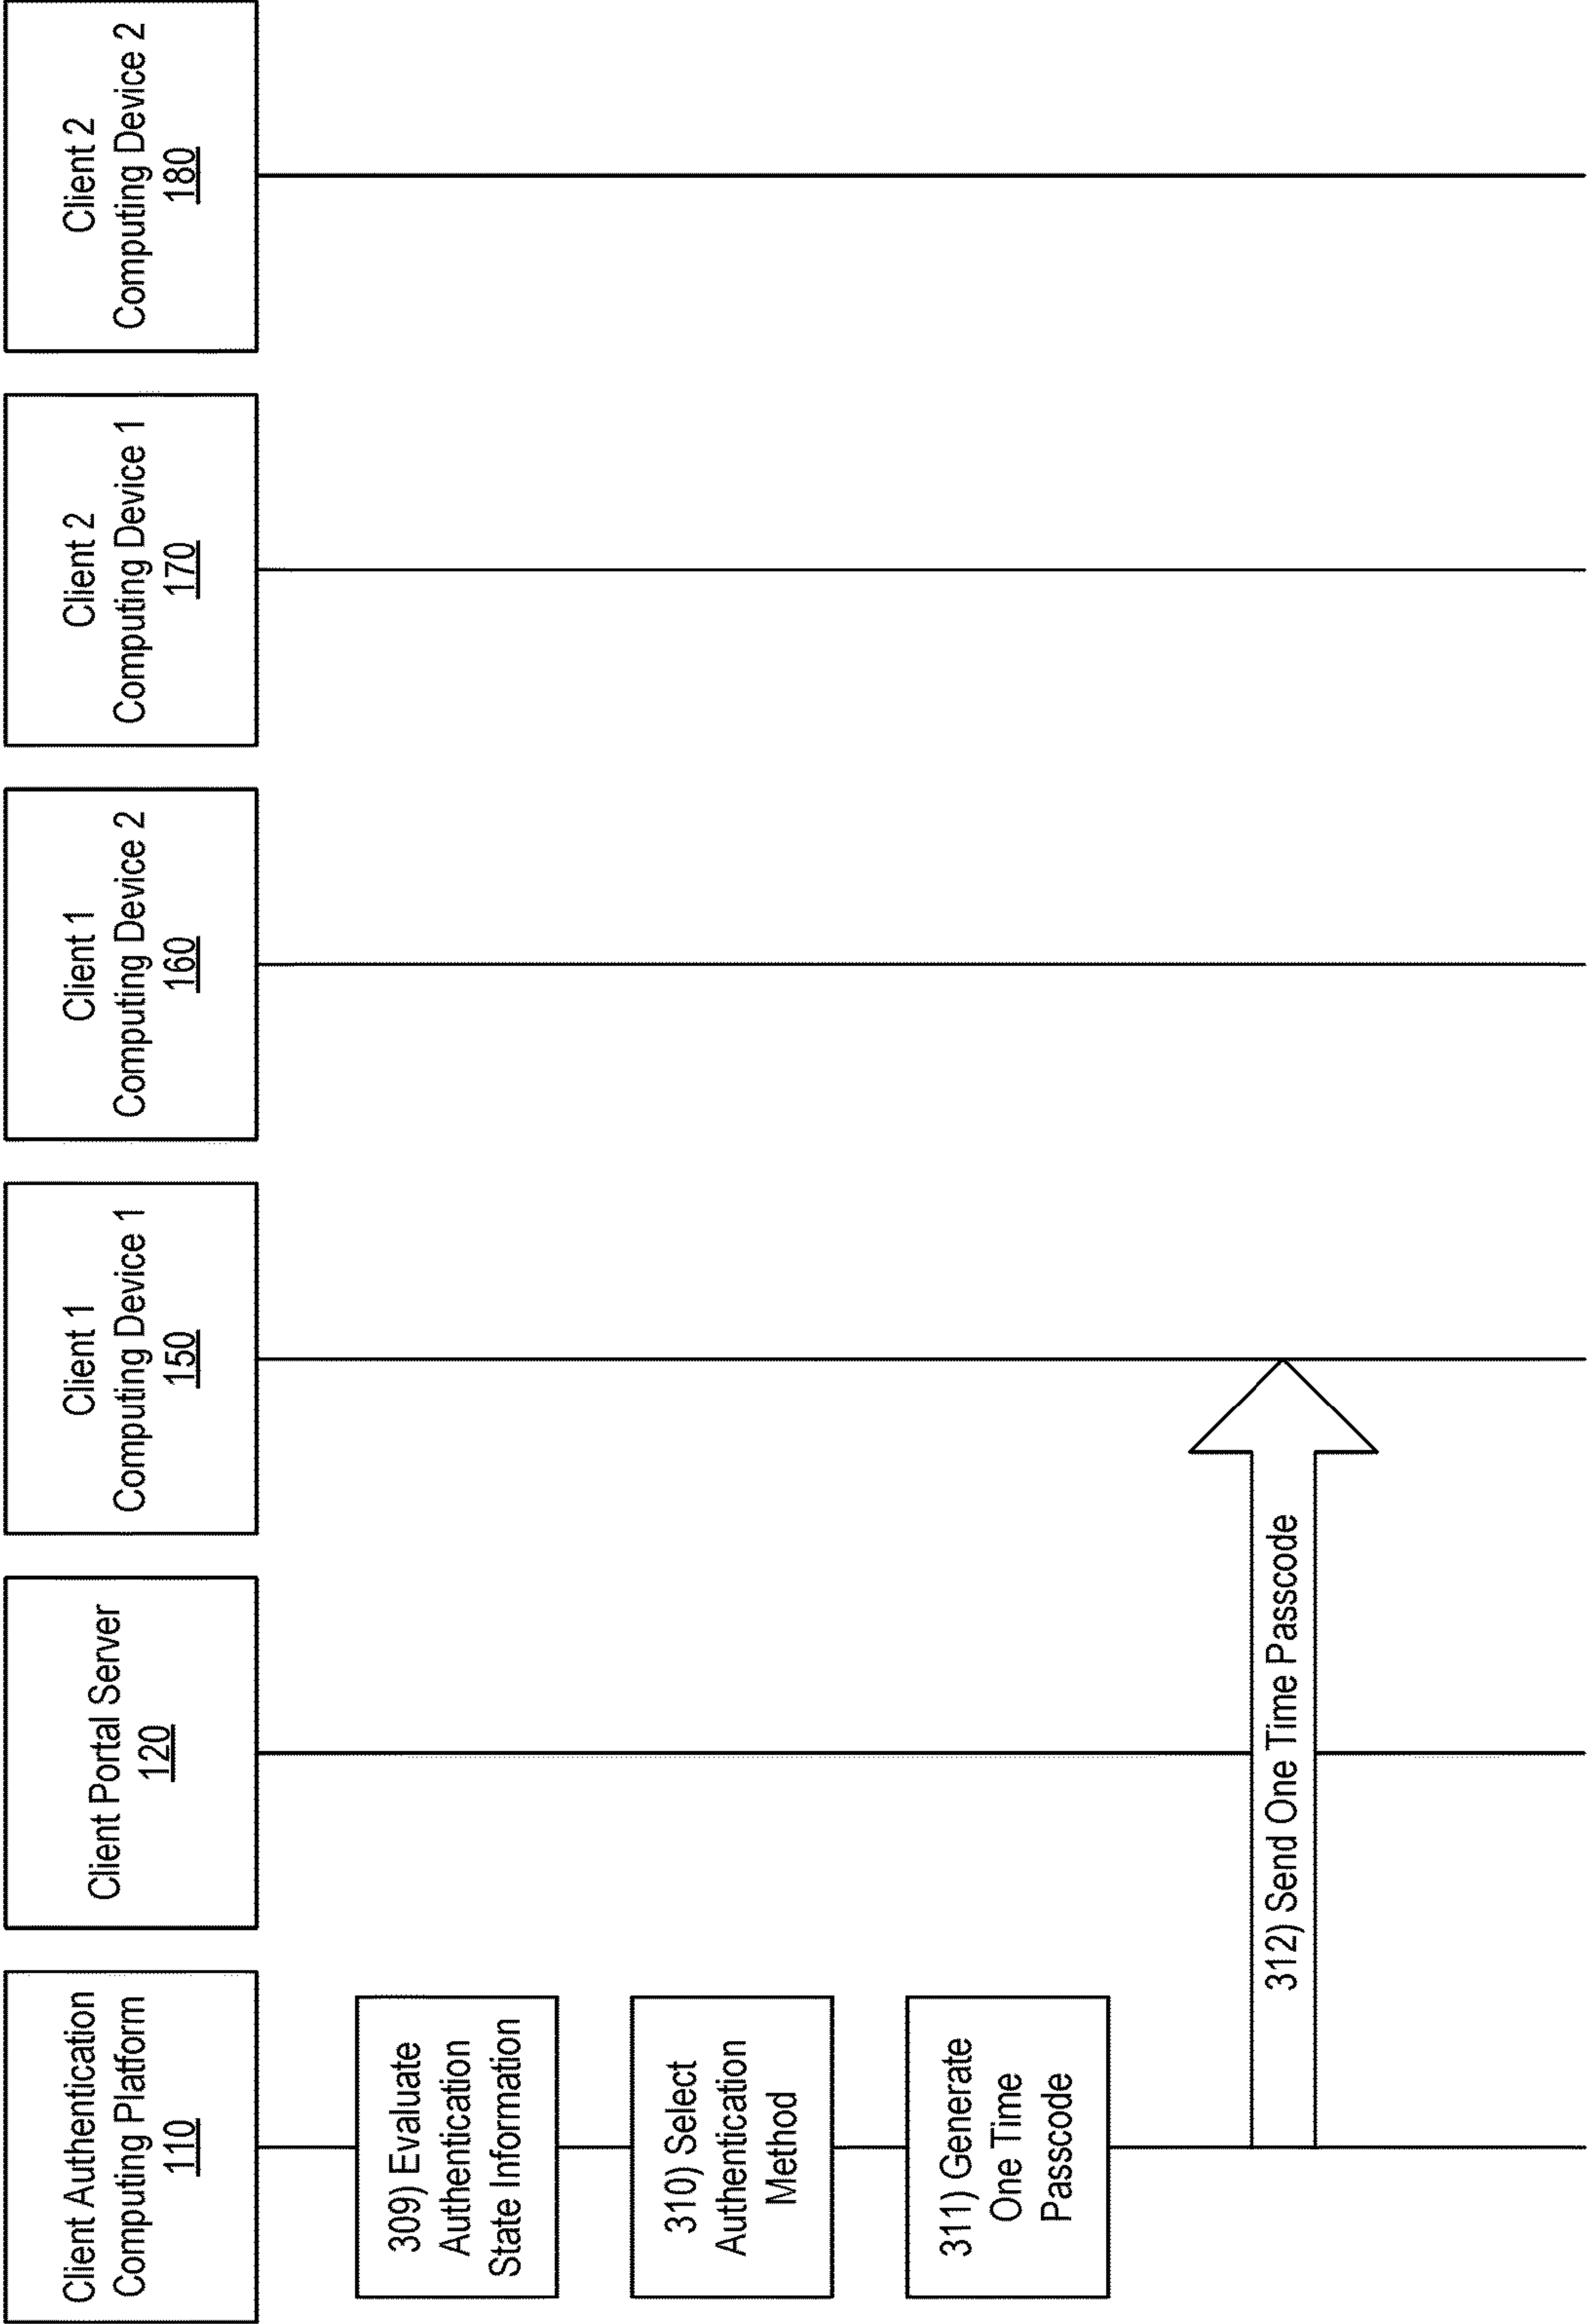 Client Authentication
Computing Platform
110
Client Portal Server
120
Client 1
Computing Device 1
150
Client 1
Computing Device 2
160
Client 2
Computing Device 1
170
Client 2
Computing Device 2
180
309) Evaluate
Authentication
State Information
310) Select
Authentication
Method
311) Generate
One Time
Passcode
312) Send One Time Passcode